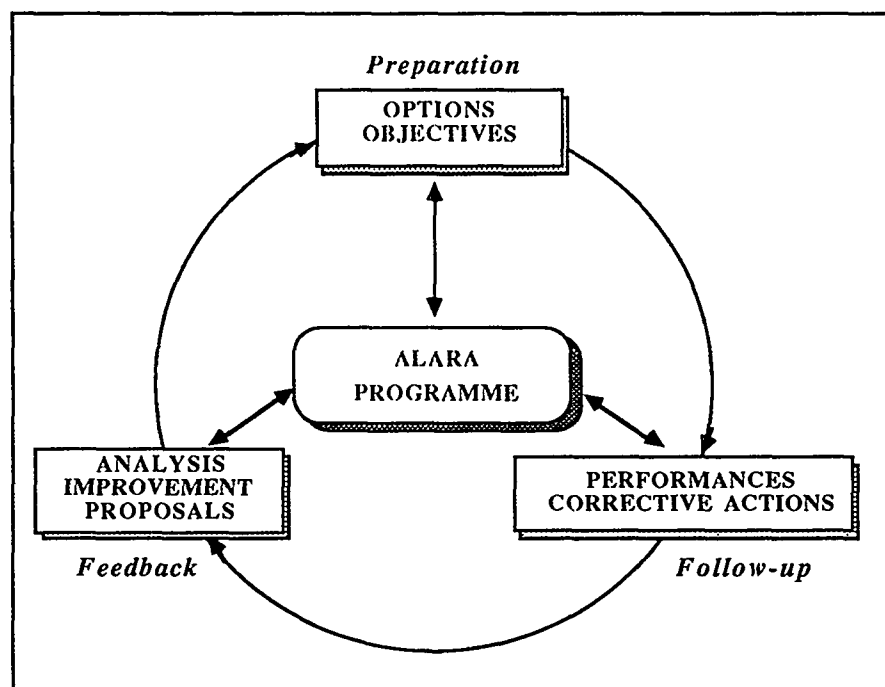 Preparation
OPTIONS
OBJECTIVES
ALARA
PROGRAMME
ANALYSIS
IMPROVEMENT
PROPOSALS
Feedback
PERFORMANCES
CORRECTIVE ACTIONS
Follow-up